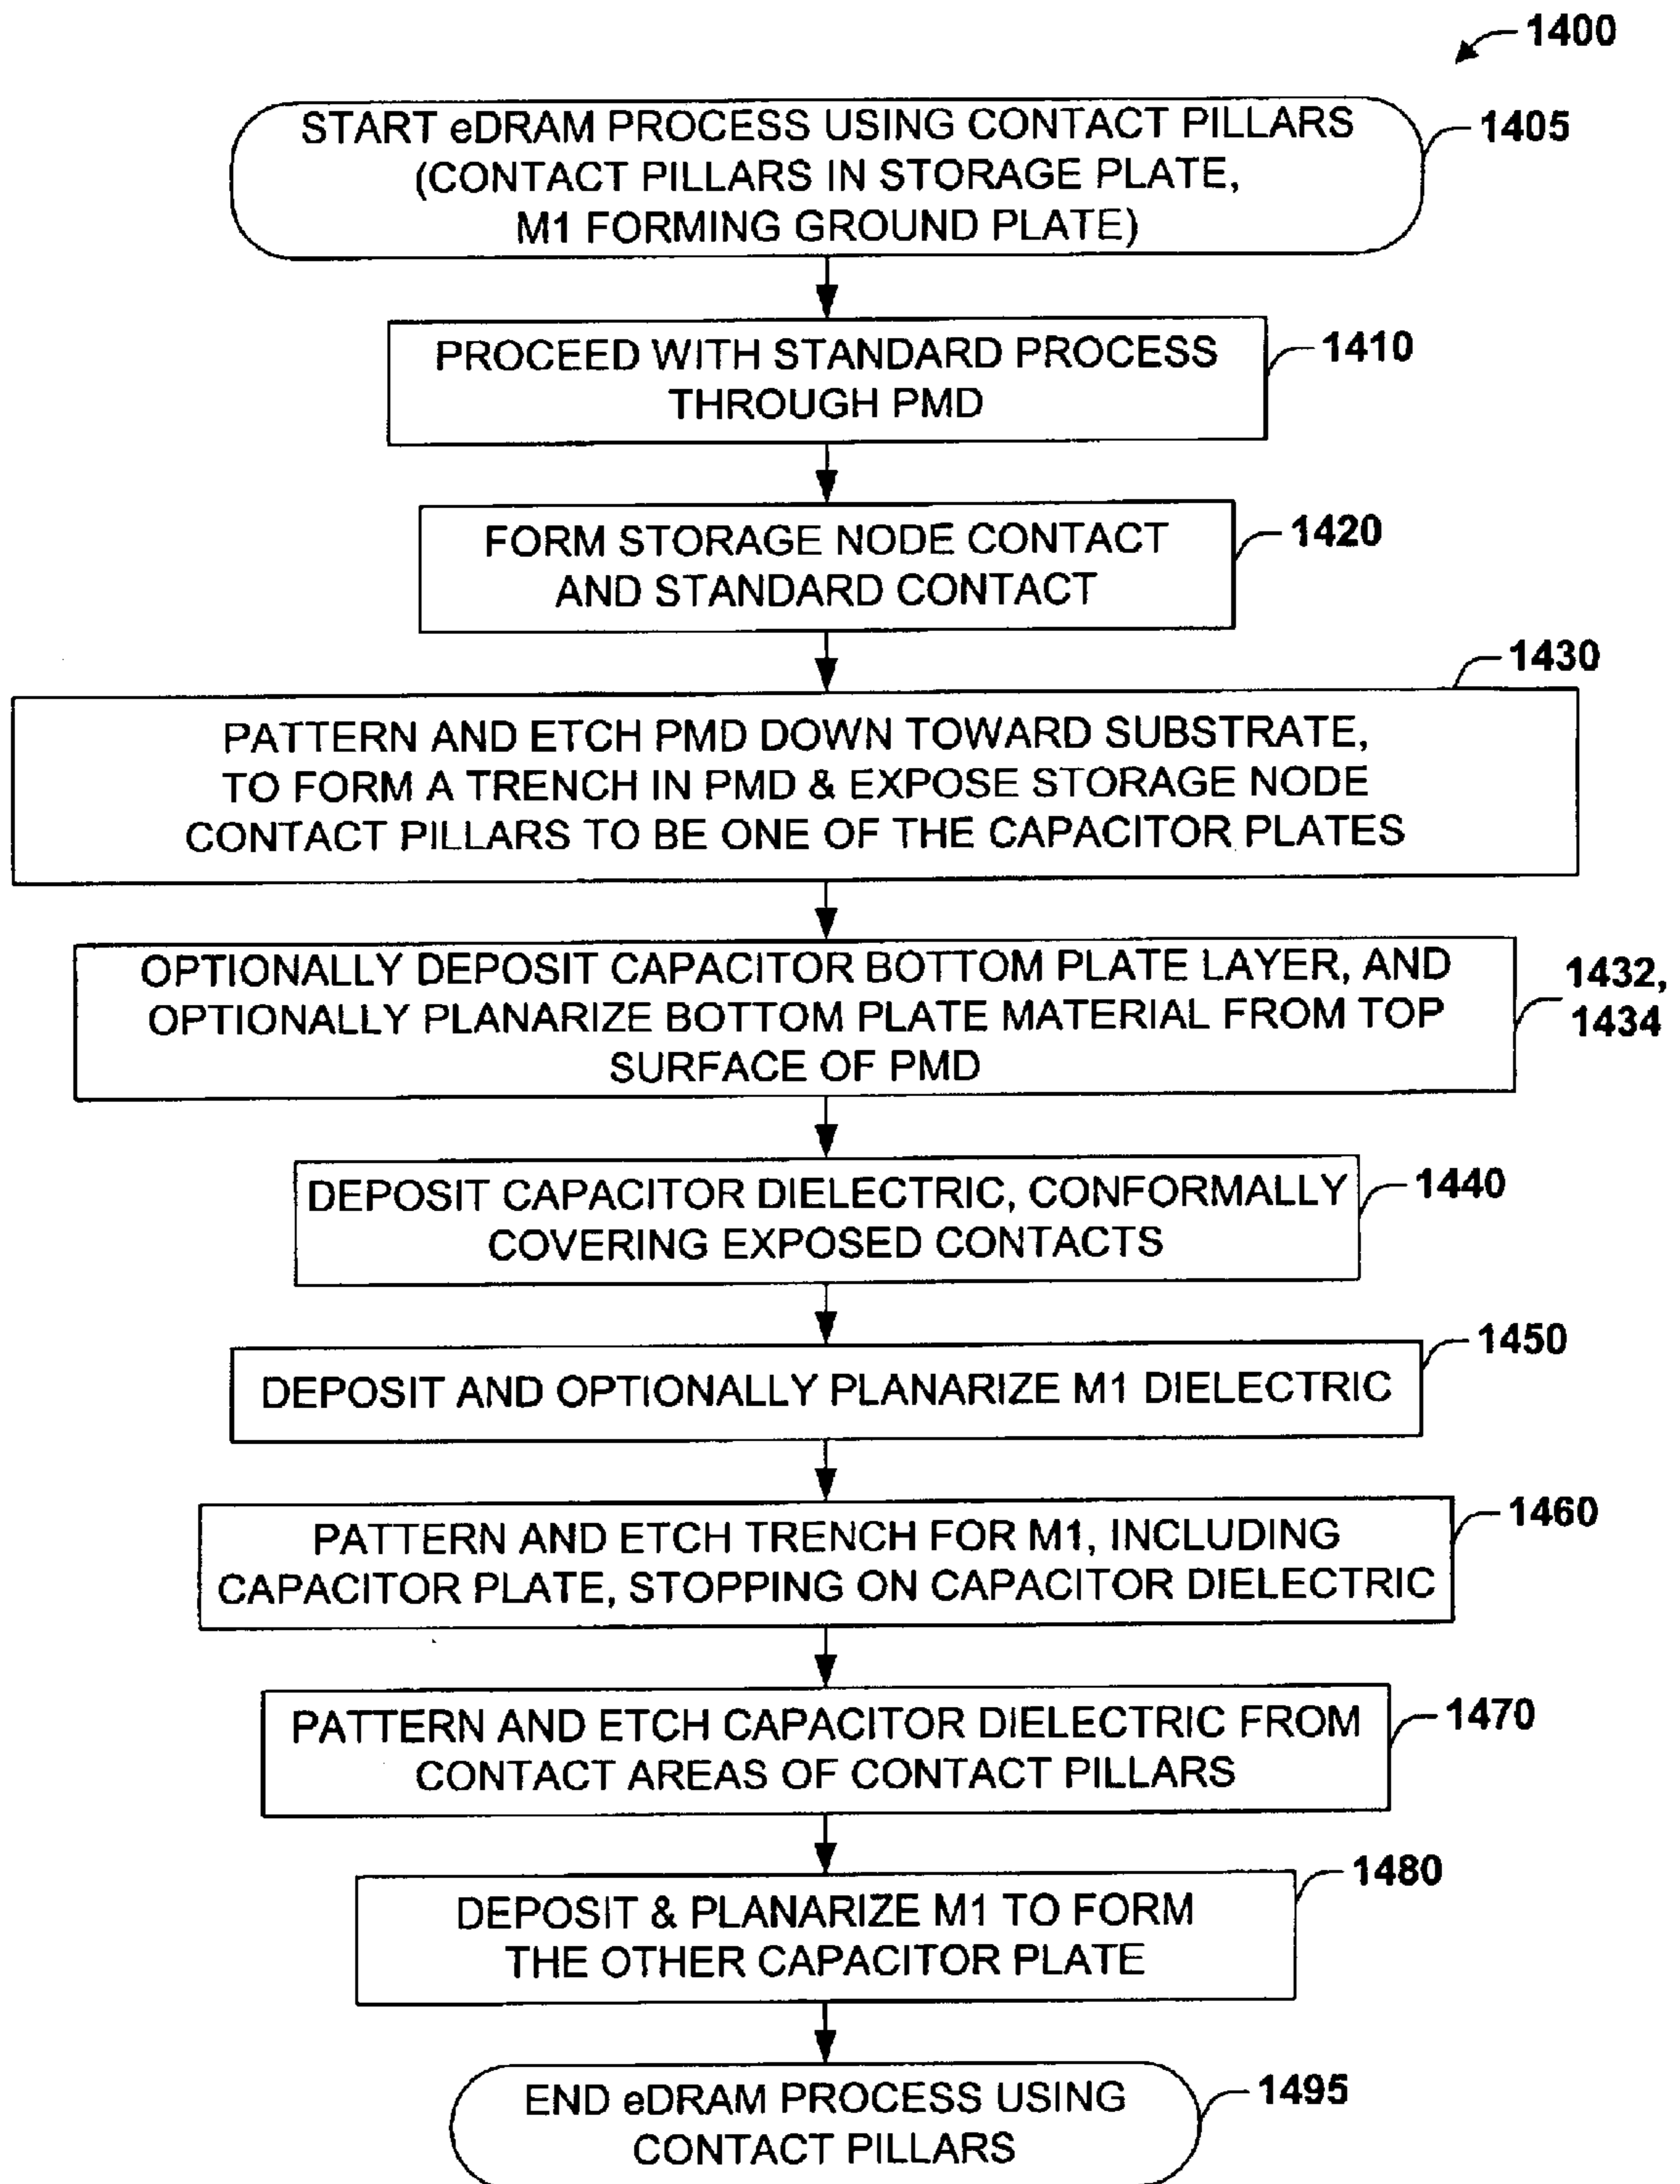 1400
START eDRAM PROCESS USING CONTACT PILLARS
(CONTACT PILLARS IN STORAGE PLATE,
M1 FORMING GROUND PLATE)
1405
PROCEED WITH STANDARD PROCESS
THROUGH PMD
1410
FORM STORAGE NODE CONTACT
AND STANDARD CONTACT
1420
1430
PATTERN AND ETCH PMD DOWN TOWARD SUBSTRATE,
TO FORM A TRENCH IN PMD & EXPOSE STORAGE NODE
CONTACT PILLARS TO BE ONE OF THE CAPACITOR PLATES
OPTIONALLY DEPOSIT CAPACITOR BOTTOM PLATE LAYER, AND
OPTIONALLY PLANARIZE BOTTOM PLATE MATERIAL FROM TOP
SURFACE OF PMD
1432,
1434
DEPOSIT CAPACITOR DIELECTRIC, CONFORMALLY
COVERING EXPOSED CONTACTS
1440
DEPOSIT AND OPTIONALLY PLANARIZE M1 DIELECTRIC
1450
PATTERN AND ETCH TRENCH FOR M1, INCLUDING
CAPACITOR PLATE, STOPPING ON CAPACITOR DIELECTRIC
1460
PATTERN AND ETCH CAPACITOR DIELECTRIC FROM
CONTACT AREAS OF CONTACT PILLARS
1470
DEPOSIT & PLANARIZE M1 TO FORM
THE OTHER CAPACITOR PLATE
1480
END eDRAM PROCESS USING
CONTACT PILLARS
1495